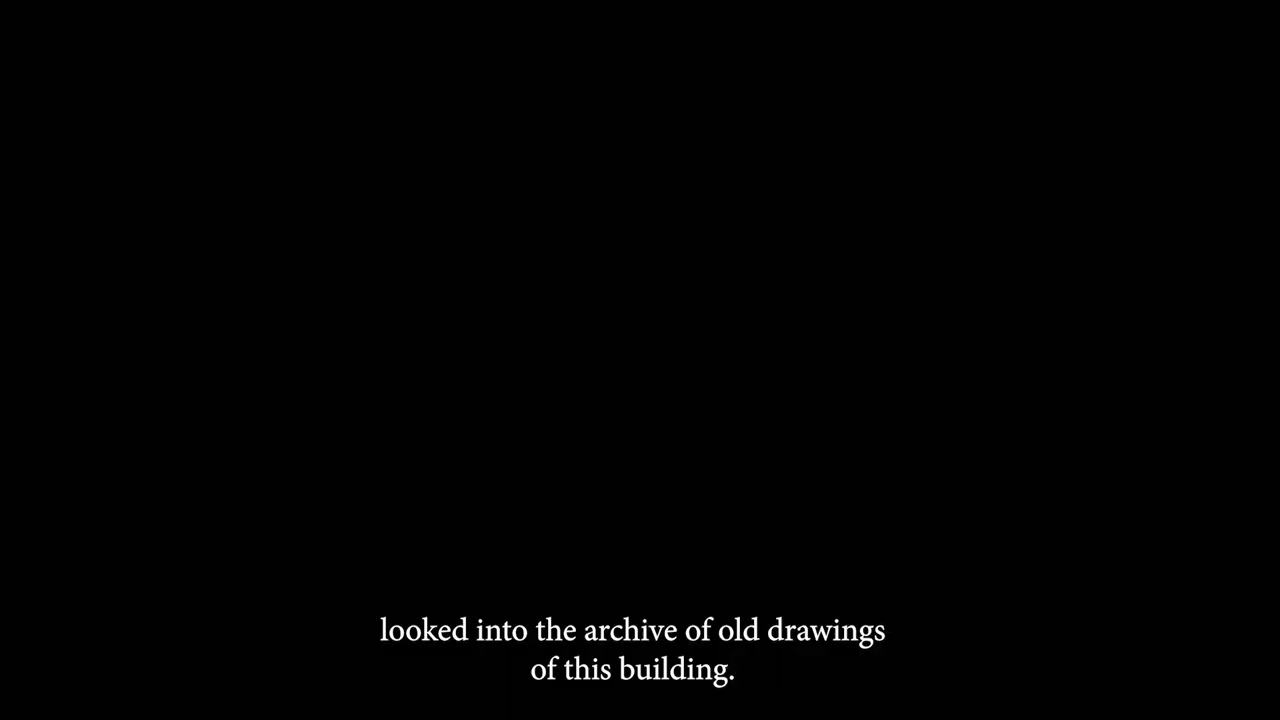 looked into the archive of old drawings
of this building.